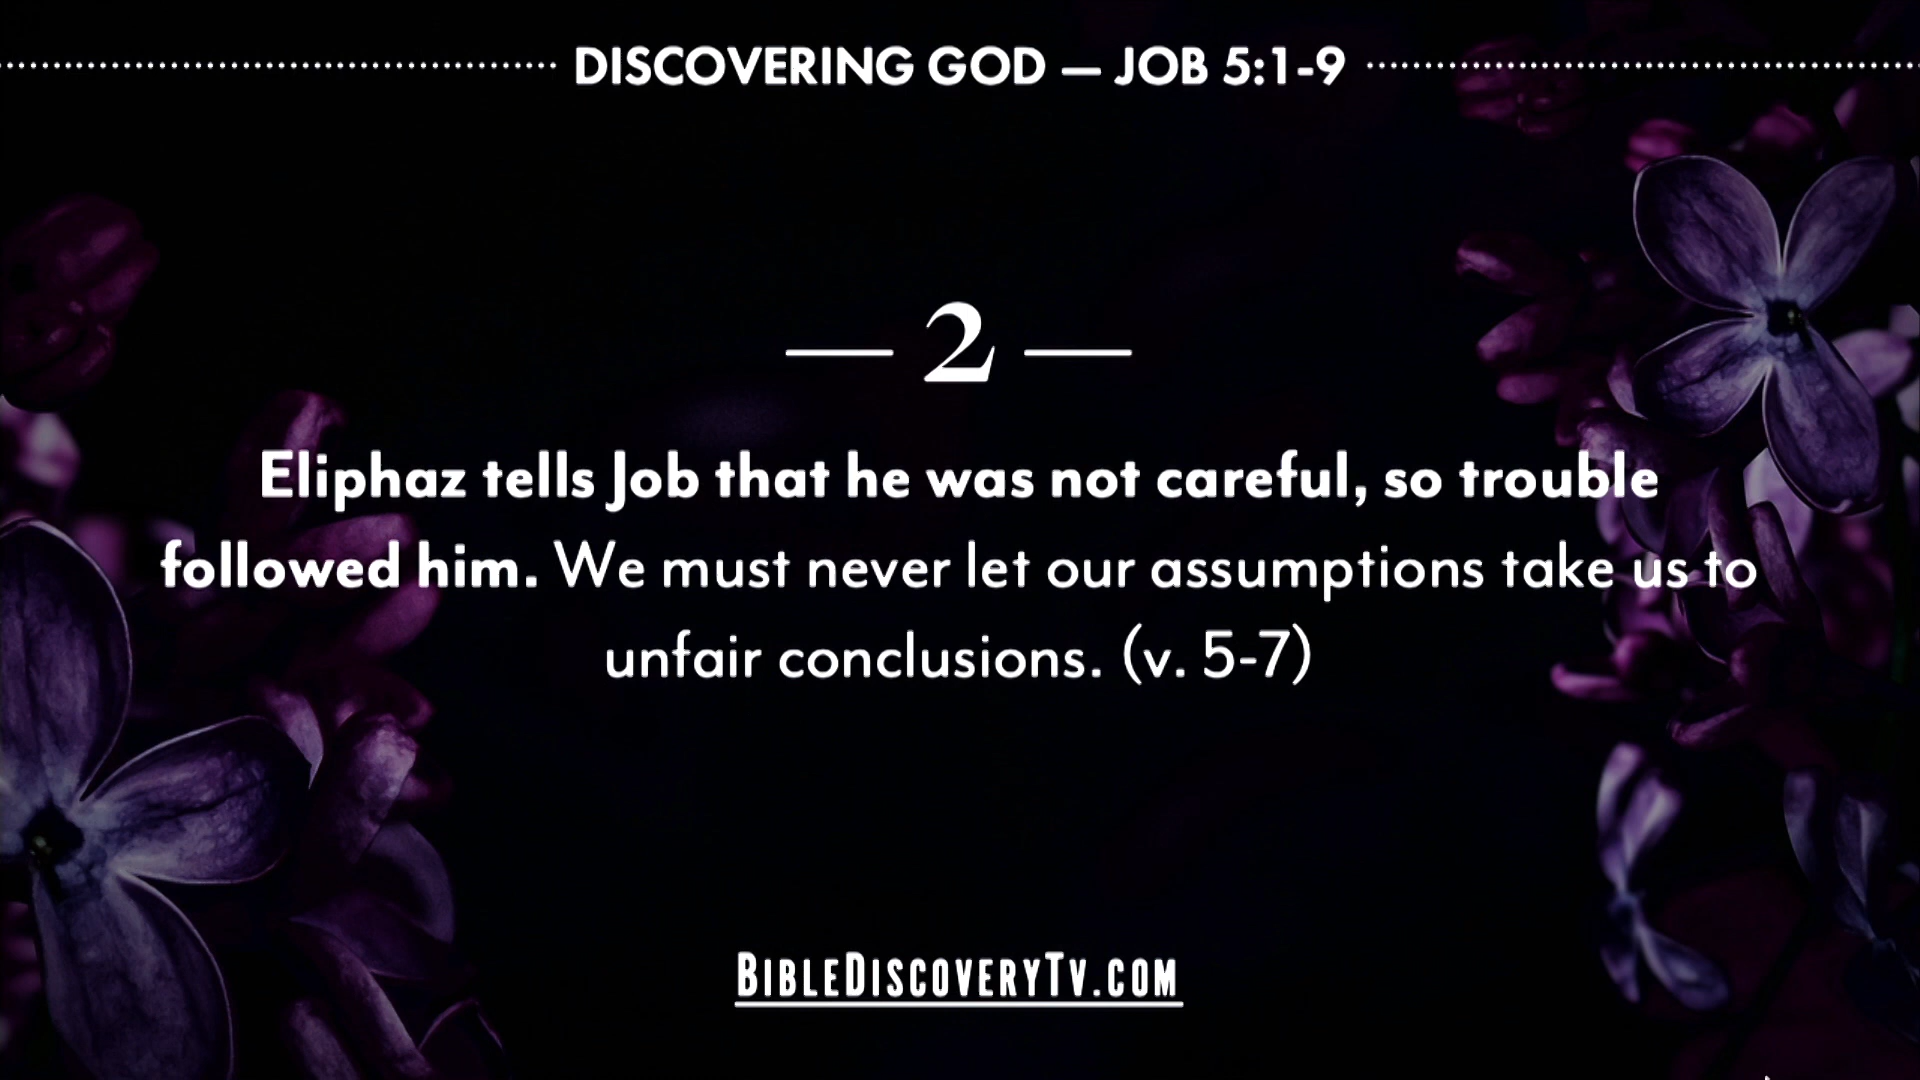 DISCOVERING GOD — JOB 5:1-9
— 2 —
Eliphaz tells Job that he was not careful, so trouble
followed him. We must never let our assumptions take us to
unfair conclusions. (v. 5-7)
BIBLEDISCOVERYTV.COM